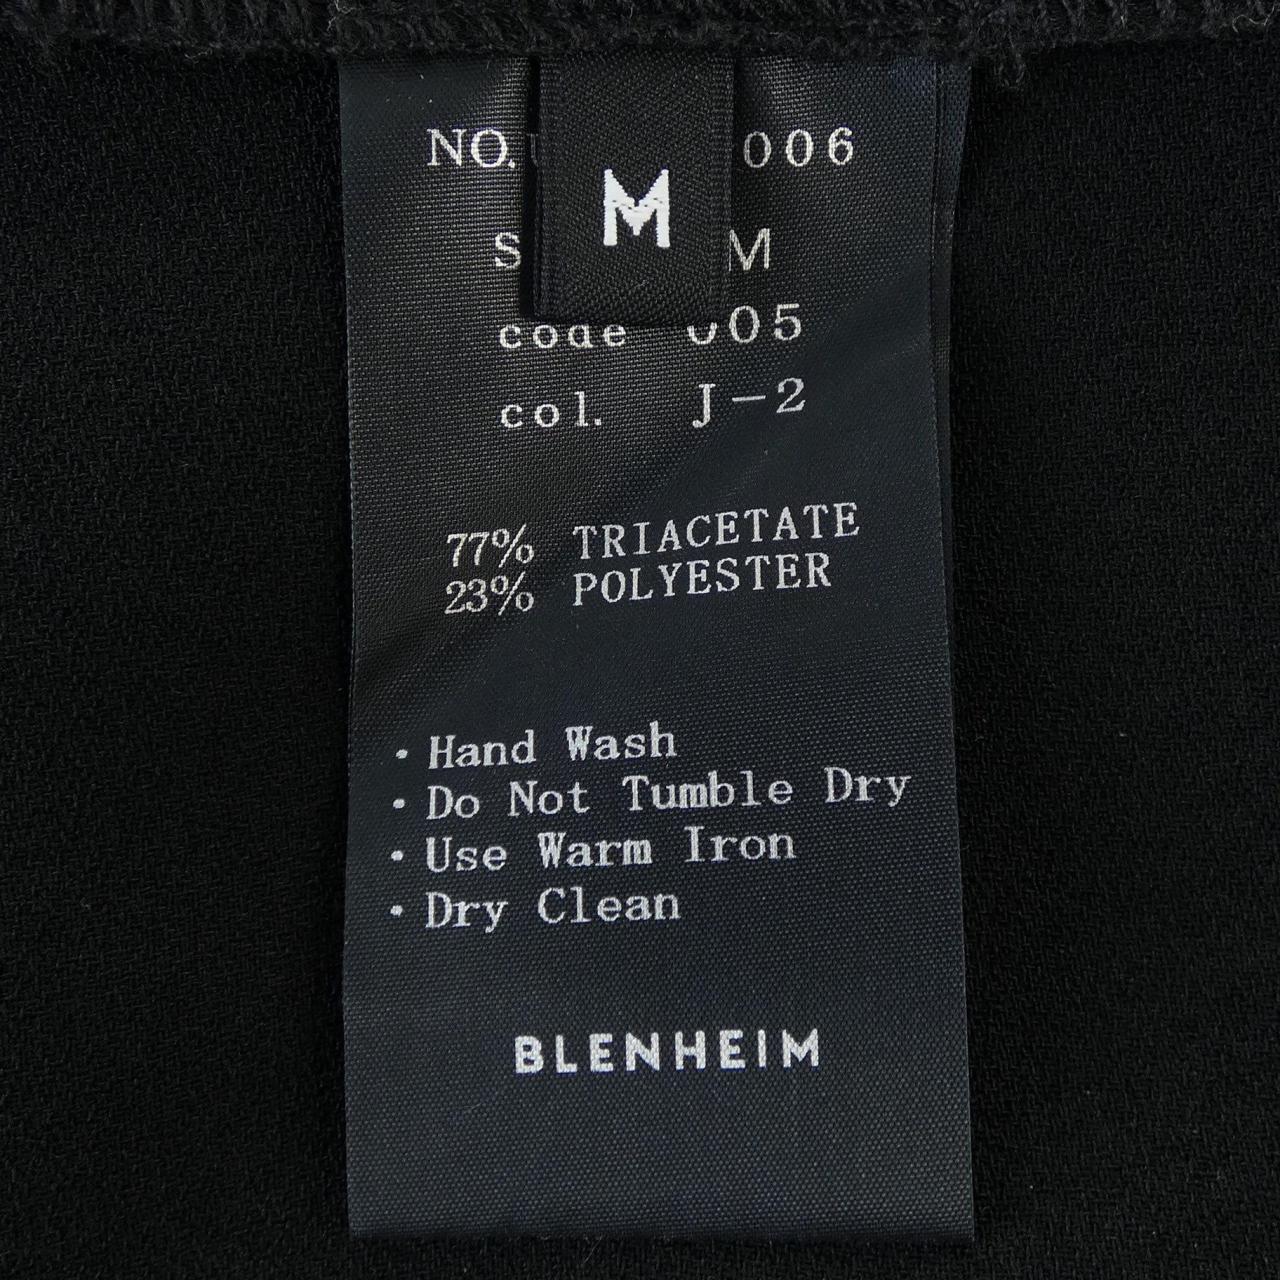 NO. 006
M
M
code 005
col. J-2
77% TRIACETATE
23% POLYESTER
・Hand Wash
・Do Not Tumble Dry
・Use Warm Iron
・Dry Clean
BLENHEIM